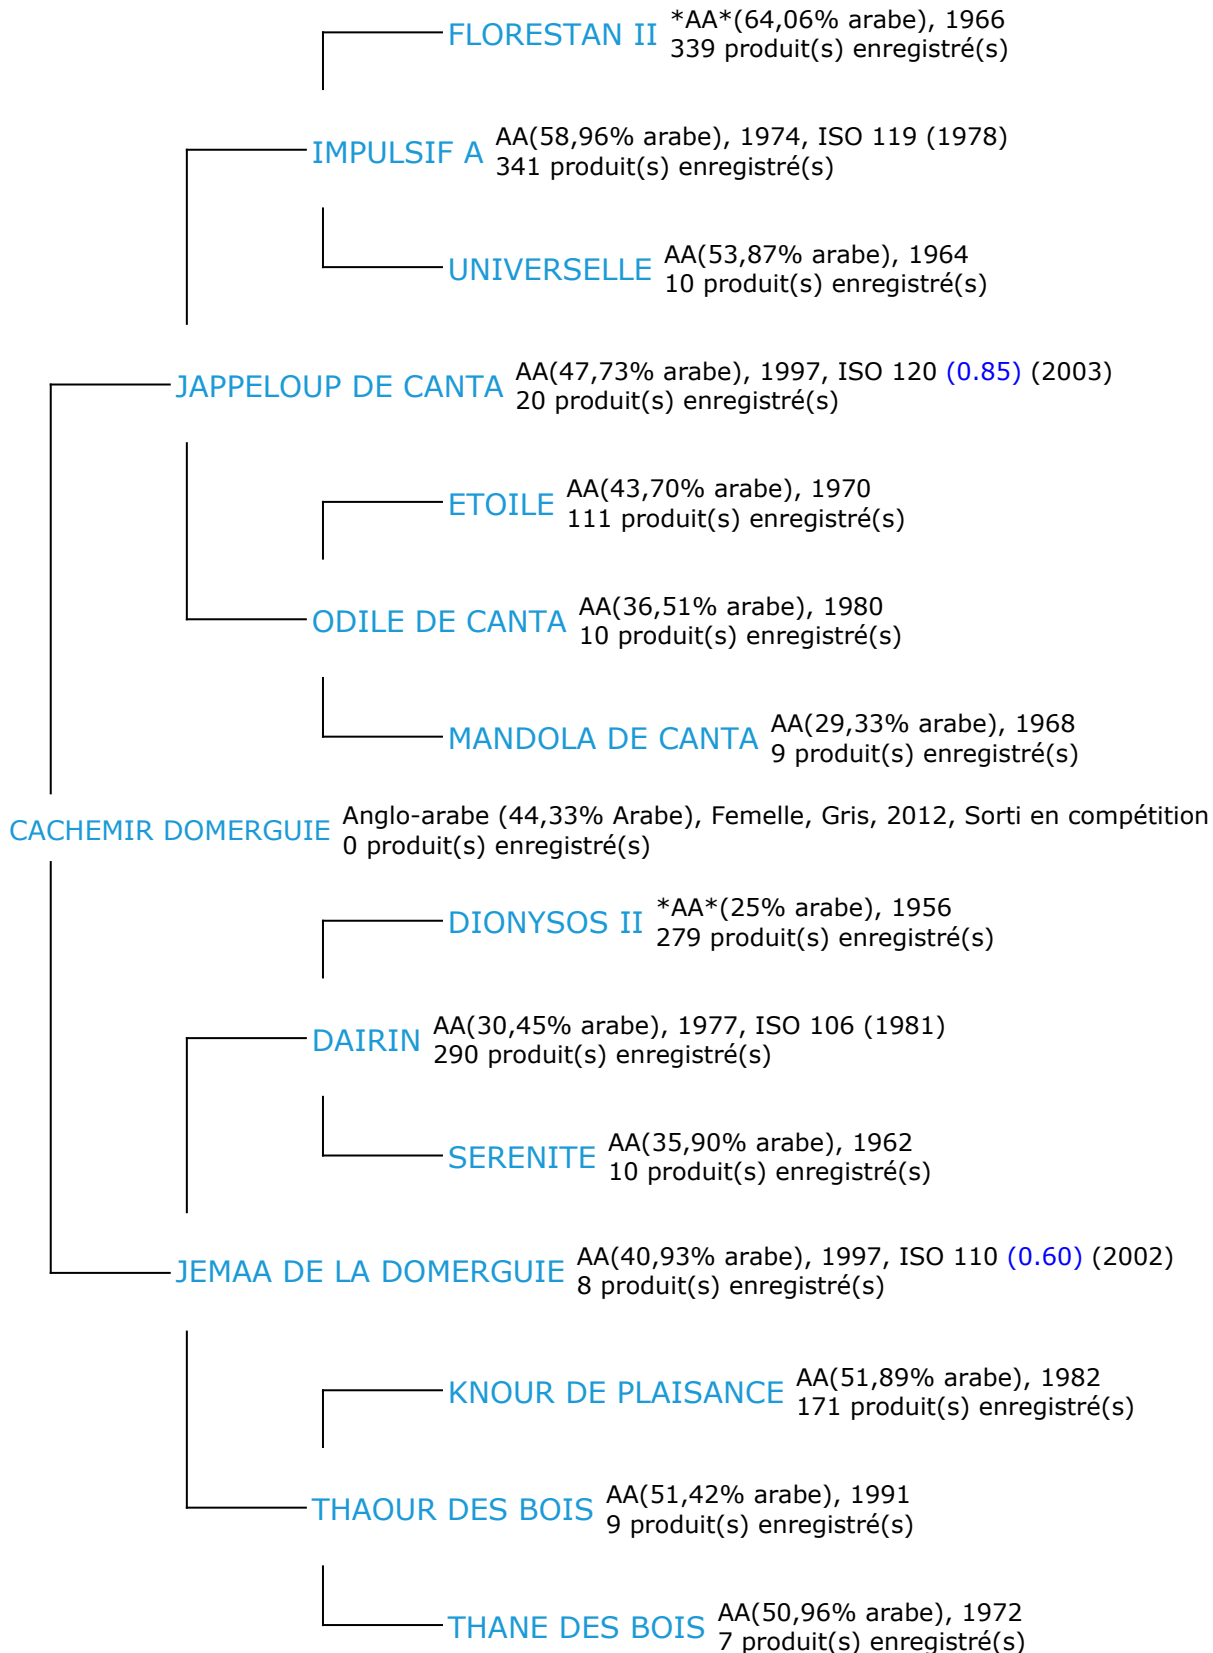 FLORESTAN II
*AA*(64,06% arabe), 1966
339 produit(s) enregistré(s)
IMPULSIF A
AA(58,96% arabe), 1974, ISO 119 (1978)
341 produit(s) enregistré(s)
UNIVERSELLE
AA(53,87% arabe), 1964
10 produit(s) enregistré(s)
JAPPELOUP DE CANTA
AA(47,73% arabe), 1997, ISO 120 (0.85) (2003)
20 produit(s) enregistré(s)
ETOILE
AA(43,70% arabe), 1970
111 produit(s) enregistré(s)
ODILE DE CANTA
AA(36,51% arabe), 1980
10 produit(s) enregistré(s)
MANDOLA DE CANTA
AA(29,33% arabe), 1968
9 produit(s) enregistré(s)
CACHEMIR DOMERGUIE
Anglo-arabe (44,33% Arabe), Femelle, Gris, 2012, Sorti en compétition
0 produit(s) enregistré(s)
DIONYSOS II
*AA*(25% arabe), 1956
279 produit(s) enregistré(s)
DAIRIN
AA(30,45% arabe), 1977, ISO 106 (1981)
290 produit(s) enregistré(s)
SERENITE
AA(35,90% arabe), 1962
10 produit(s) enregistré(s)
JEMAA DE LA DOMERGUIE
AA(40,93% arabe), 1997, ISO 110 (0.60) (2002)
8 produit(s) enregistré(s)
KNOUR DE PLAISANCE
AA(51,89% arabe), 1982
171 produit(s) enregistré(s)
THAOUR DES BOIS
AA(51,42% arabe), 1991
9 produit(s) enregistré(s)
THANE DES BOIS
AA(50,96% arabe), 1972
7 produit(s) enregistré(s)